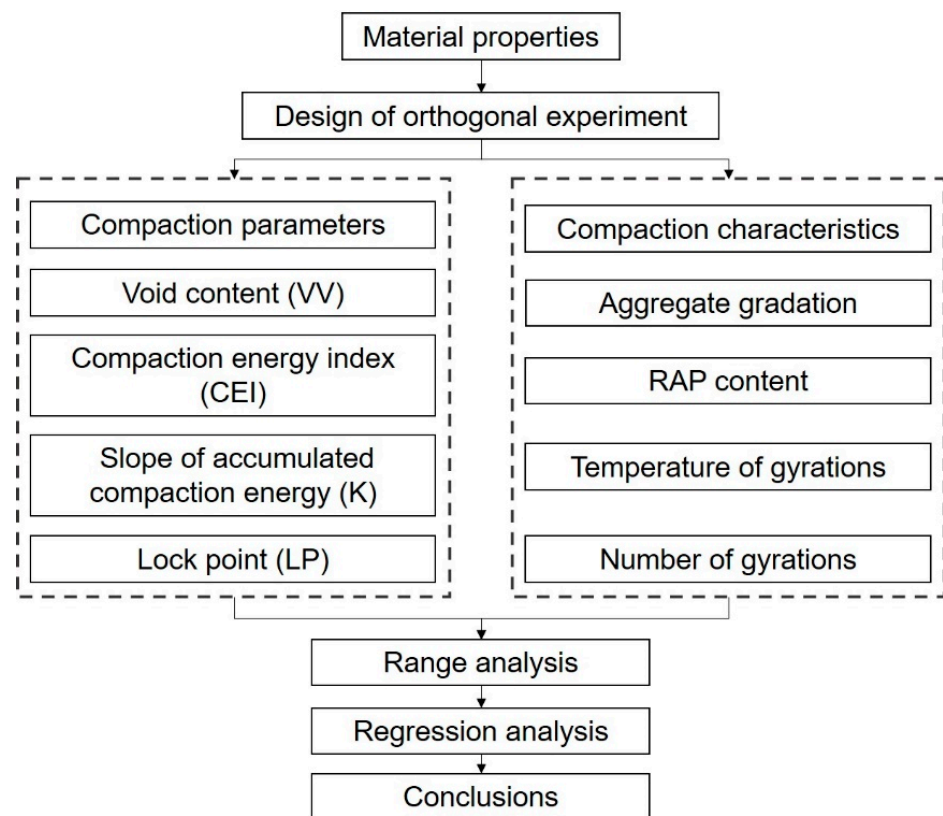 Material properties
Design of orthogonal experiment
Compaction parameters
Void content (VV)
Compaction energy index
(CEI)
Slope of accumulated
compaction energy (K)
Lock point (LP)
Compaction characteristics
Aggregate gradation
RAP content
Temperature of gyrations
Number of gyrations
Range analysis
Regression analysis
Conclusions